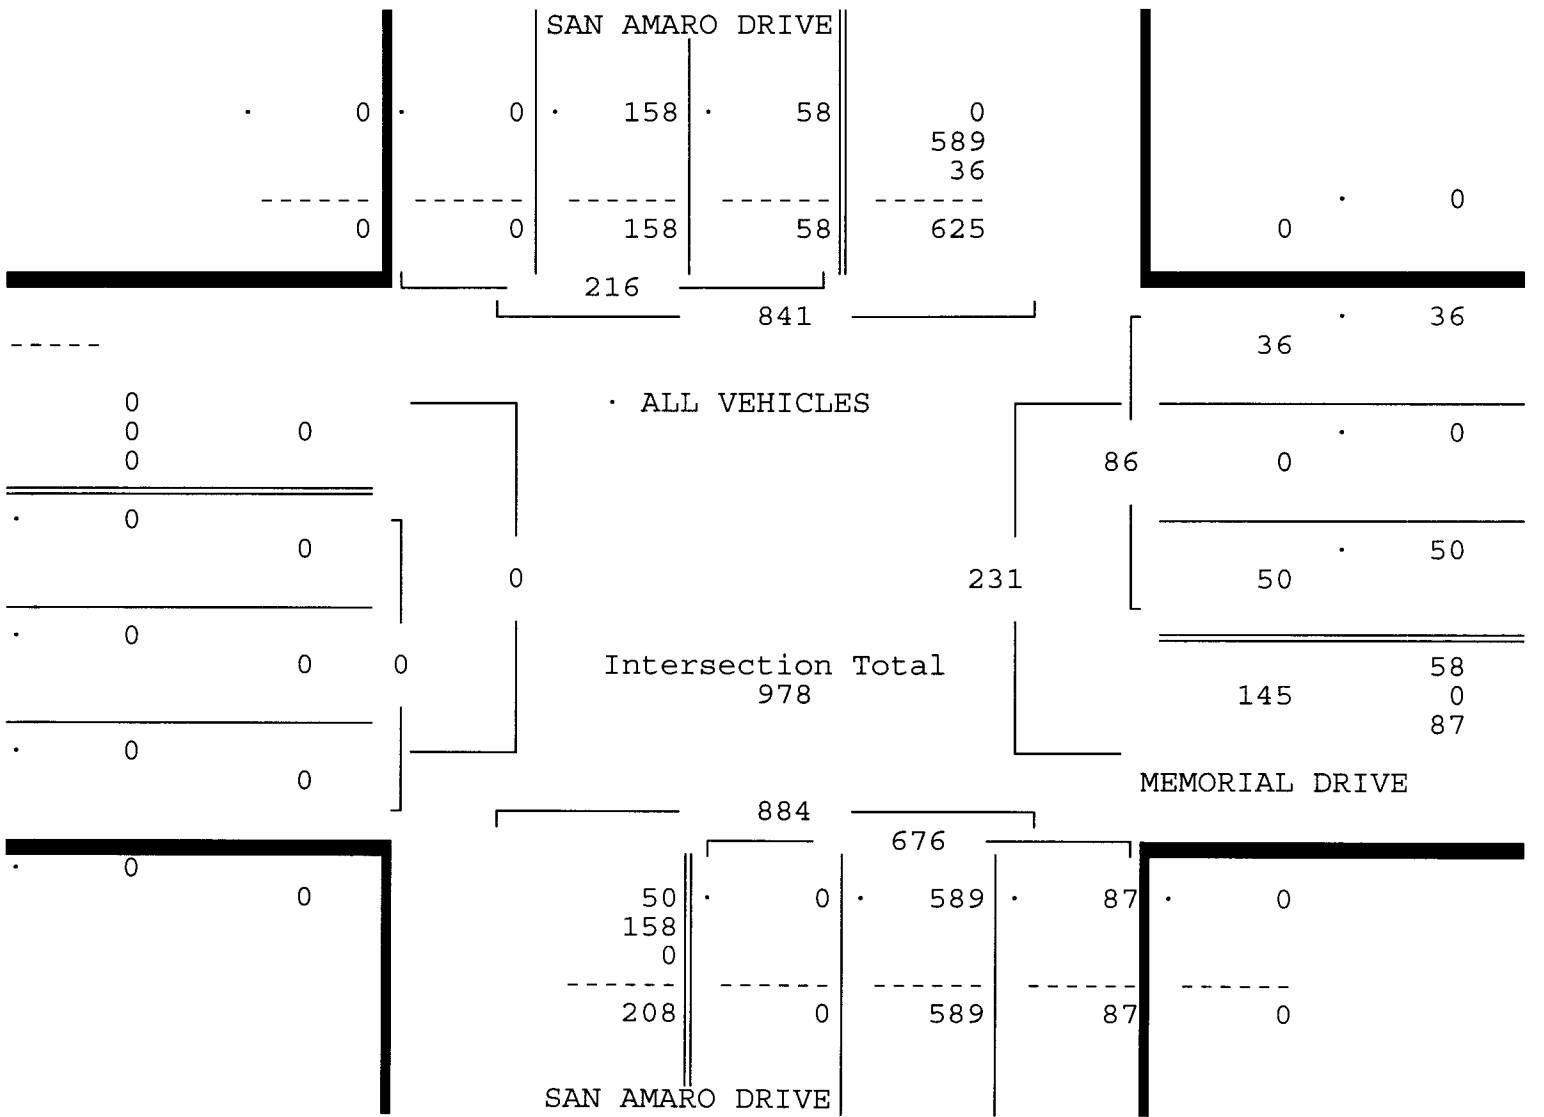 SAN AMARO DRIVE
· 0 · 0 · 158 · 58 0
589
36
· 0
------ ------ ------ ------ ------
0 0 158 58 625 0
216
841
· 36
36
-----
0 · ALL VEHICLES
0 0 · 0
0 86 0
· 0
0 · 50
0 231 50
· 0
0 0 Intersection Total 58
978 145 0
87
· 0
0 MEMORIAL DRIVE
884
676
· 0
0 50 · 0 · 589 · 87 · 0
158
0
------ ------ ------ ------ ------
208 0 589 87 0
SAN AMARO DRIVE